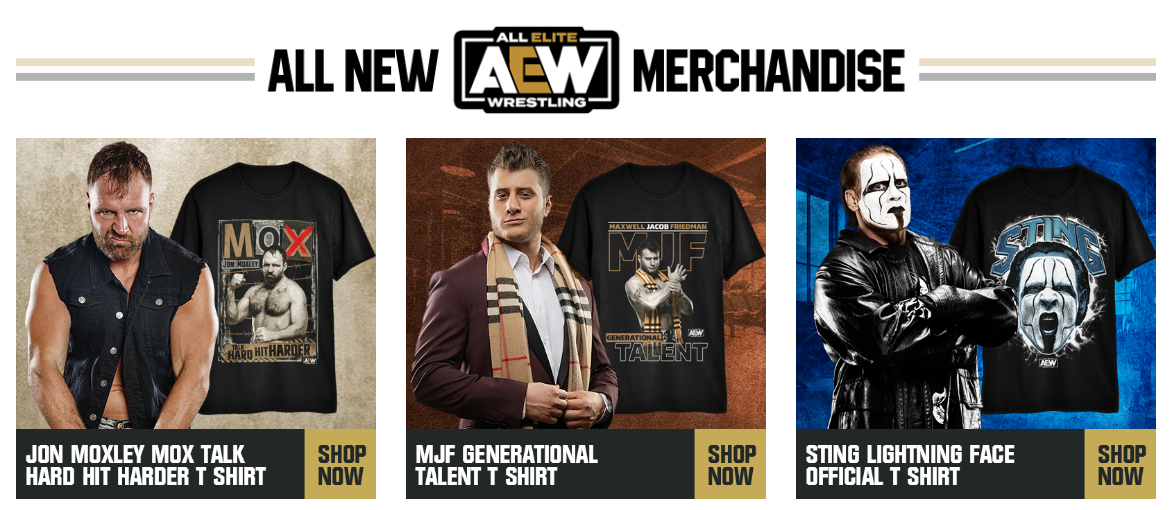 ALL NEW
ALL ELITE
AEW
WRESTLING
MERCHANDISE
MOX
JON MOXLEY
TALK
HARD HIT HARDER
AEW
JON MOXLEY MOX TALK
HARD HIT HARDER T SHIRT
SHOP
NOW
MAXWELL JACOB FRIEDMAN
MJF
GENERATIONAL
AEW
TALENT
MJF GENERATIONAL
TALENT T SHIRT
SHOP
NOW
STING
AEW
STING LIGHTNING FACE
OFFICIAL T SHIRT
SHOP
NOW